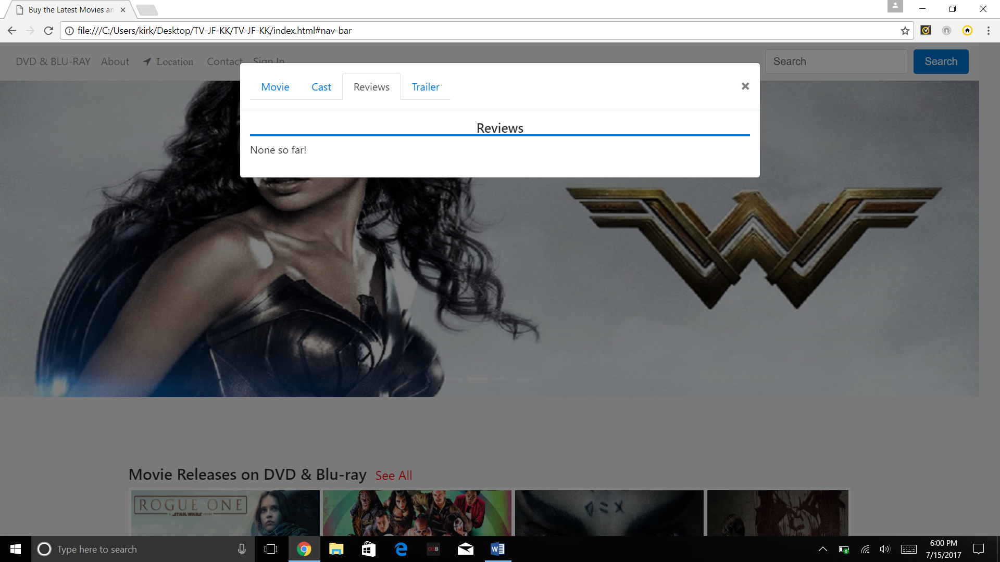 Buy the Latest Movies an
file:///C:/Users/kirk/Desktop/TV-JF-KK/TV-JF-KK/index.html#nav-bar
DVD & BLU-RAY About Location Contact Sign In Search Search
Movie Cast Reviews Trailer ×
Reviews
None so far!
Movie Releases on DVD & Blu-ray See All
ROGUE ONE
A STAR WARS STORY
Type here to search
6:00 PM
7/15/2017